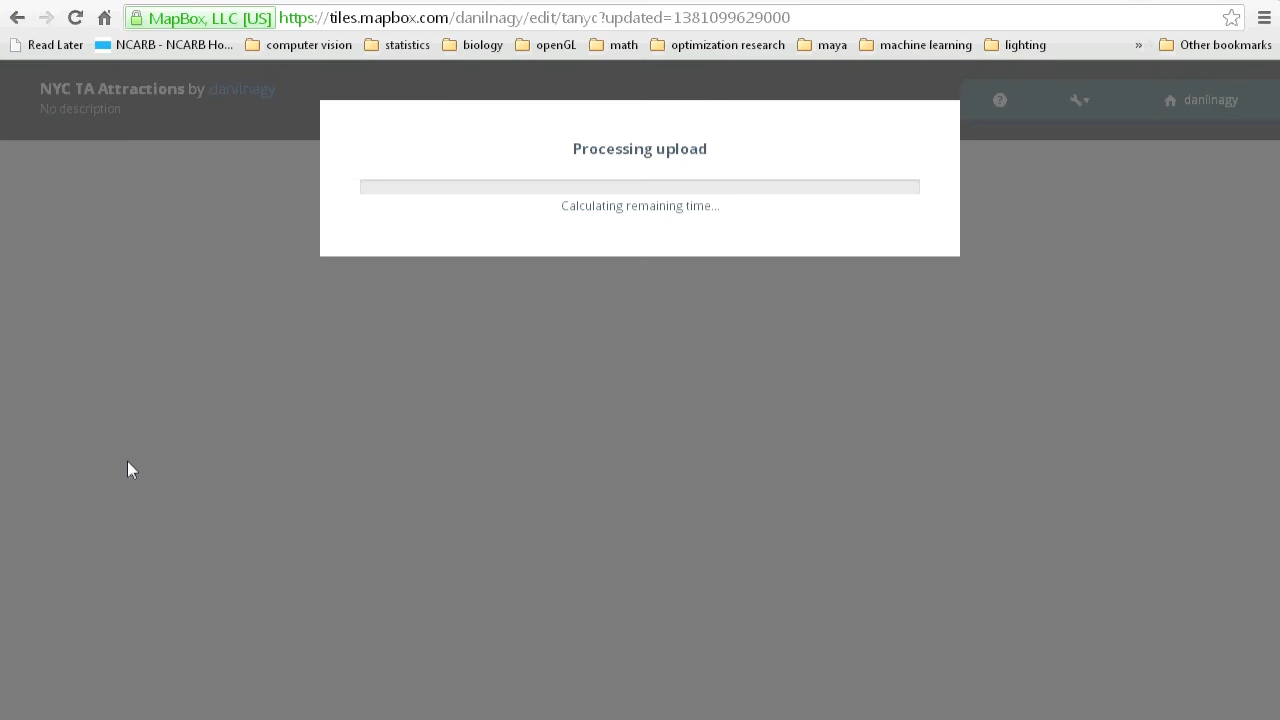 MapBox, LLC [US] https://tiles.mapbox.com/danilnagy/edit/tanyc?updated=1381099629000
Read Later NCARB - NCARB Ho... computer vision statistics biology openGL math optimization research maya machine learning lighting » Other bookmarks
NYC TA Attractions by danilnagy
No description
danilnagy
Processing upload
Calculating remaining time...